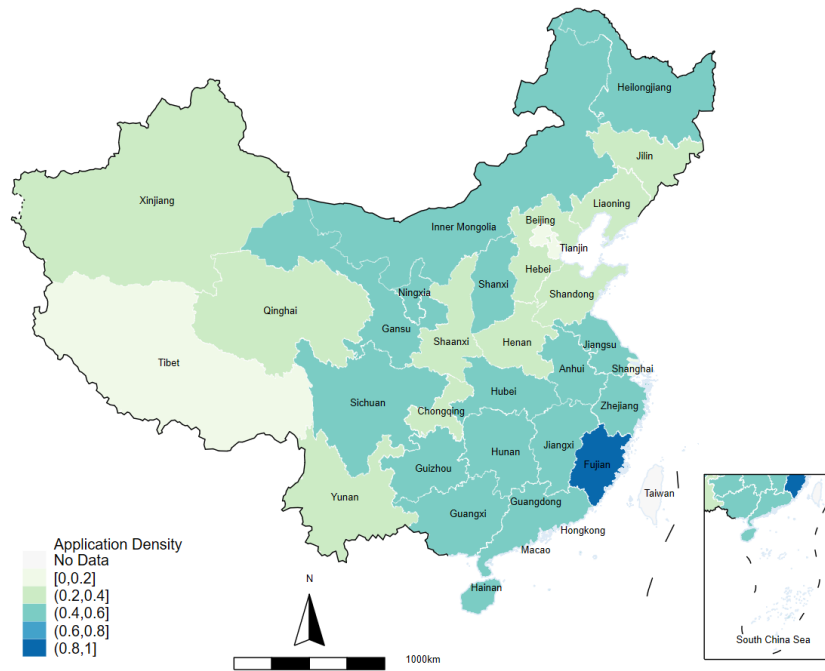 Heilongjiang
Jilin
Xinjiang
Liaoning
Beijing
Inner Mongolia
Tianjin
Hebei
Shanxi
Ningxia
Shandong
Qinghai
Gansu
Shaanxi
Henan
Jiangsu
Tibet
Anhui
Shanghai
Hubei
Sichuan
Zhejiang
Chongqing
Jiangxi
Hunan
Fujian
Guizhou
Yunan
Taiwan
Guangdong
Guangxi
Hongkong
Macao
Hainan
Application Density
No Data
[0,0.2]
(0.2,0.4]
(0.4,0.6]
(0.6,0.8]
(0.8,1]
N
1000km
South China Sea